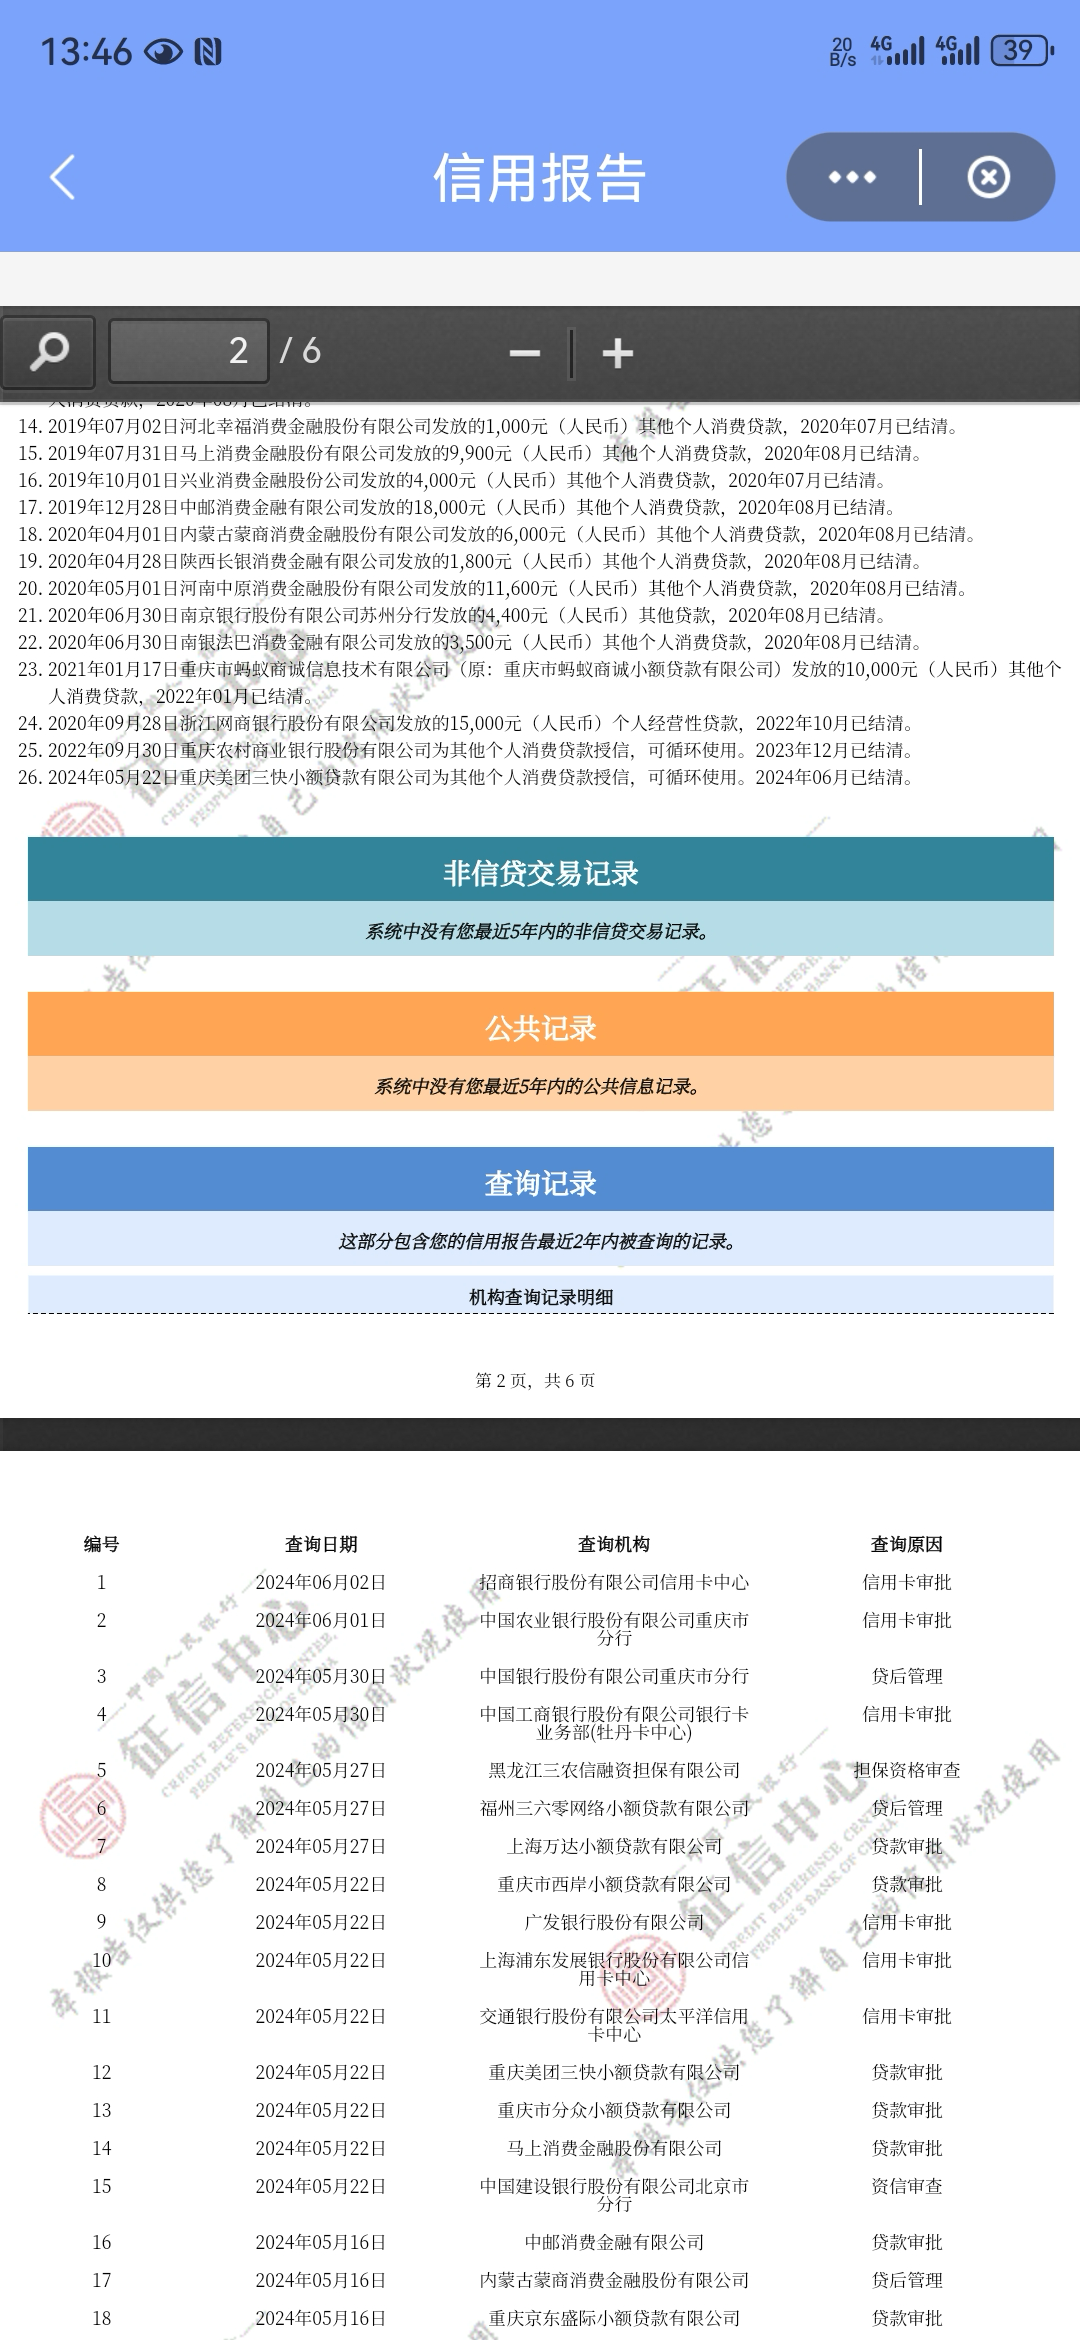 13:46
20 B/s 4G 4G 39
信用报告
2 / 6
14. 2019年07月02日河北幸福消费金融股份有限公司发放的1,000元（人民币）其他个人消费贷款，2020年07月已结清。
15. 2019年07月31日马上消费金融股份有限公司发放的9,900元（人民币）其他个人消费贷款，2020年08月已结清。
16. 2019年10月01日兴业消费金融股份公司发放的4,000元（人民币）其他个人消费贷款，2020年07月已结清。
17. 2019年12月28日中邮消费金融有限公司发放的18,000元（人民币）其他个人消费贷款，2020年08月已结清。
18. 2020年04月01日内蒙古蒙商消费金融股份有限公司发放的6,000元（人民币）其他个人消费贷款，2020年08月已结清。
19. 2020年04月28日陕西长银消费金融有限公司发放的1,800元（人民币）其他个人消费贷款，2020年08月已结清。
20. 2020年05月01日河南中原消费金融股份有限公司发放的11,600元（人民币）其他个人消费贷款，2020年08月已结清。
21. 2020年06月30日南京银行股份有限公司苏州分行发放的4,400元（人民币）其他贷款，2020年08月已结清。
22. 2020年06月30日南银法巴消费金融有限公司发放的3,500元（人民币）其他个人消费贷款，2020年08月已结清。
23. 2021年01月17日重庆市蚂蚁商诚信息技术有限公司（原：重庆市蚂蚁商诚小额贷款有限公司）发放的10,000元（人民币）其他个
人消费贷款，2022年01月已结清。
24. 2020年09月28日浙江网商银行股份有限公司发放的15,000元（人民币）个人经营性贷款，2022年10月已结清。
25. 2022年09月30日重庆农村商业银行股份有限公司为其他个人消费贷款授信，可循环使用。2023年12月已结清。
26. 2024年05月22日重庆美团三快小额贷款有限公司为其他个人消费贷款授信，可循环使用。2024年06月已结清。
非信贷交易记录
系统中没有您最近5年内的非信贷交易记录。
公共记录
系统中没有您最近5年内的公共信息记录。
查询记录
这部分包含您的信用报告最近2年内被查询的记录。
机构查询记录明细
第 2 页，共 6 页
编号 查询日期 查询机构 查询原因
1 2024年06月02日 招商银行股份有限公司信用卡中心 信用卡审批
2 2024年06月01日 中国农业银行股份有限公司重庆市 信用卡审批
分行
3 2024年05月30日 中国银行股份有限公司重庆市分行 贷后管理
4 2024年05月30日 中国工商银行股份有限公司银行卡 信用卡审批
业务部(牡丹卡中心)
5 2024年05月27日 黑龙江三农信融资担保有限公司 担保资格审查
6 2024年05月27日 福州三六零网络小额贷款有限公司 贷后管理
7 2024年05月27日 上海万达小额贷款有限公司 贷款审批
8 2024年05月22日 重庆市西岸小额贷款有限公司 贷款审批
9 2024年05月22日 广发银行股份有限公司 信用卡审批
10 2024年05月22日 上海浦东发展银行股份有限公司信 信用卡审批
用卡中心
11 2024年05月22日 交通银行股份有限公司太平洋信用 信用卡审批
卡中心
12 2024年05月22日 重庆美团三快小额贷款有限公司 贷款审批
13 2024年05月22日 重庆市分众小额贷款有限公司 贷款审批
14 2024年05月22日 马上消费金融股份有限公司 贷款审批
15 2024年05月22日 中国建设银行股份有限公司北京市 资信审查
分行
16 2024年05月16日 中邮消费金融有限公司 贷款审批
17 2024年05月16日 内蒙古蒙商消费金融股份有限公司 贷后管理
18 2024年05月16日 重庆京东盛际小额贷款有限公司 贷款审批
中国人民银行
征信中心
CREDIT REFERENCE CENTER,
PEOPLE'S BANK OF CHINA
本报告仅供您了解自己的信用状况使用